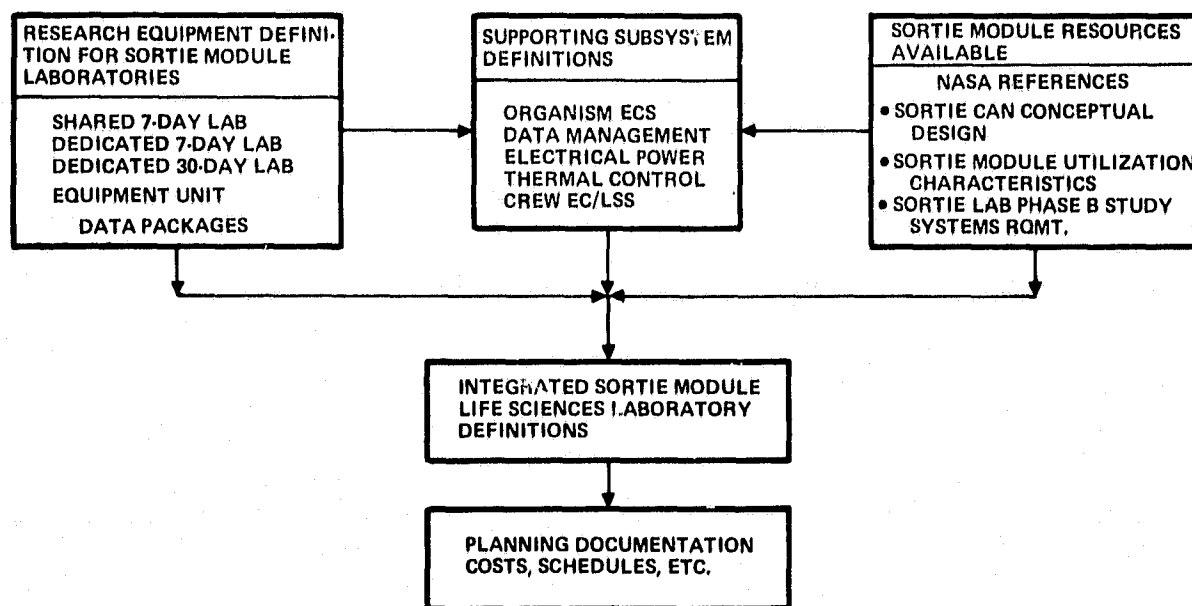 RESEARCH EQUIPMENT DEFINI-
TION FOR SORTIE MODULE
LABORATORIES
SHARED 7-DAY LAB
DEDICATED 7-DAY LAB
DEDICATED 30-DAY LAB
EQUIPMENT UNIT
DATA PACKAGES
SUPPORTING SUBSYSTEM
DEFINITIONS
ORGANISM ECS
DATA MANAGEMENT
ELECTRICAL POWER
THERMAL CONTROL
CREW EC/LSS
SORTIE MODULE RESOURCES
AVAILABLE
NASA REFERENCES
• SORTIE CAN CONCEPTUAL
DESIGN
• SORTIE MODULE UTILIZATION
CHARACTERISTICS
• SORTIE LAB PHASE B STUDY
SYSTEMS RQMT.
INTEGRATED SORTIE MODULE
LIFE SCIENCES LABORATORY
DEFINITIONS
PLANNING DOCUMENTATION
COSTS, SCHEDULES, ETC.